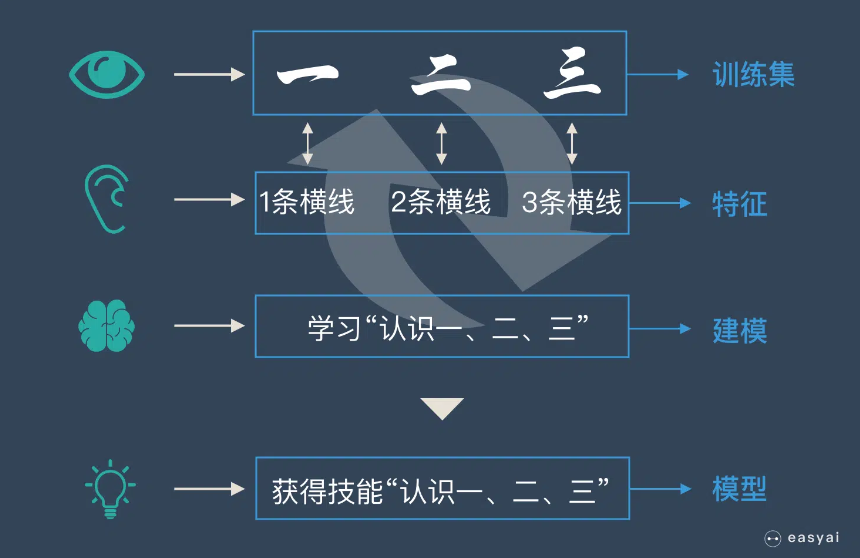 一 二 三 训练集
1条横线 2条横线 3条横线 特征
学习“认识一、二、三” 建模
获得技能“认识一、二、三” 模型
easyai